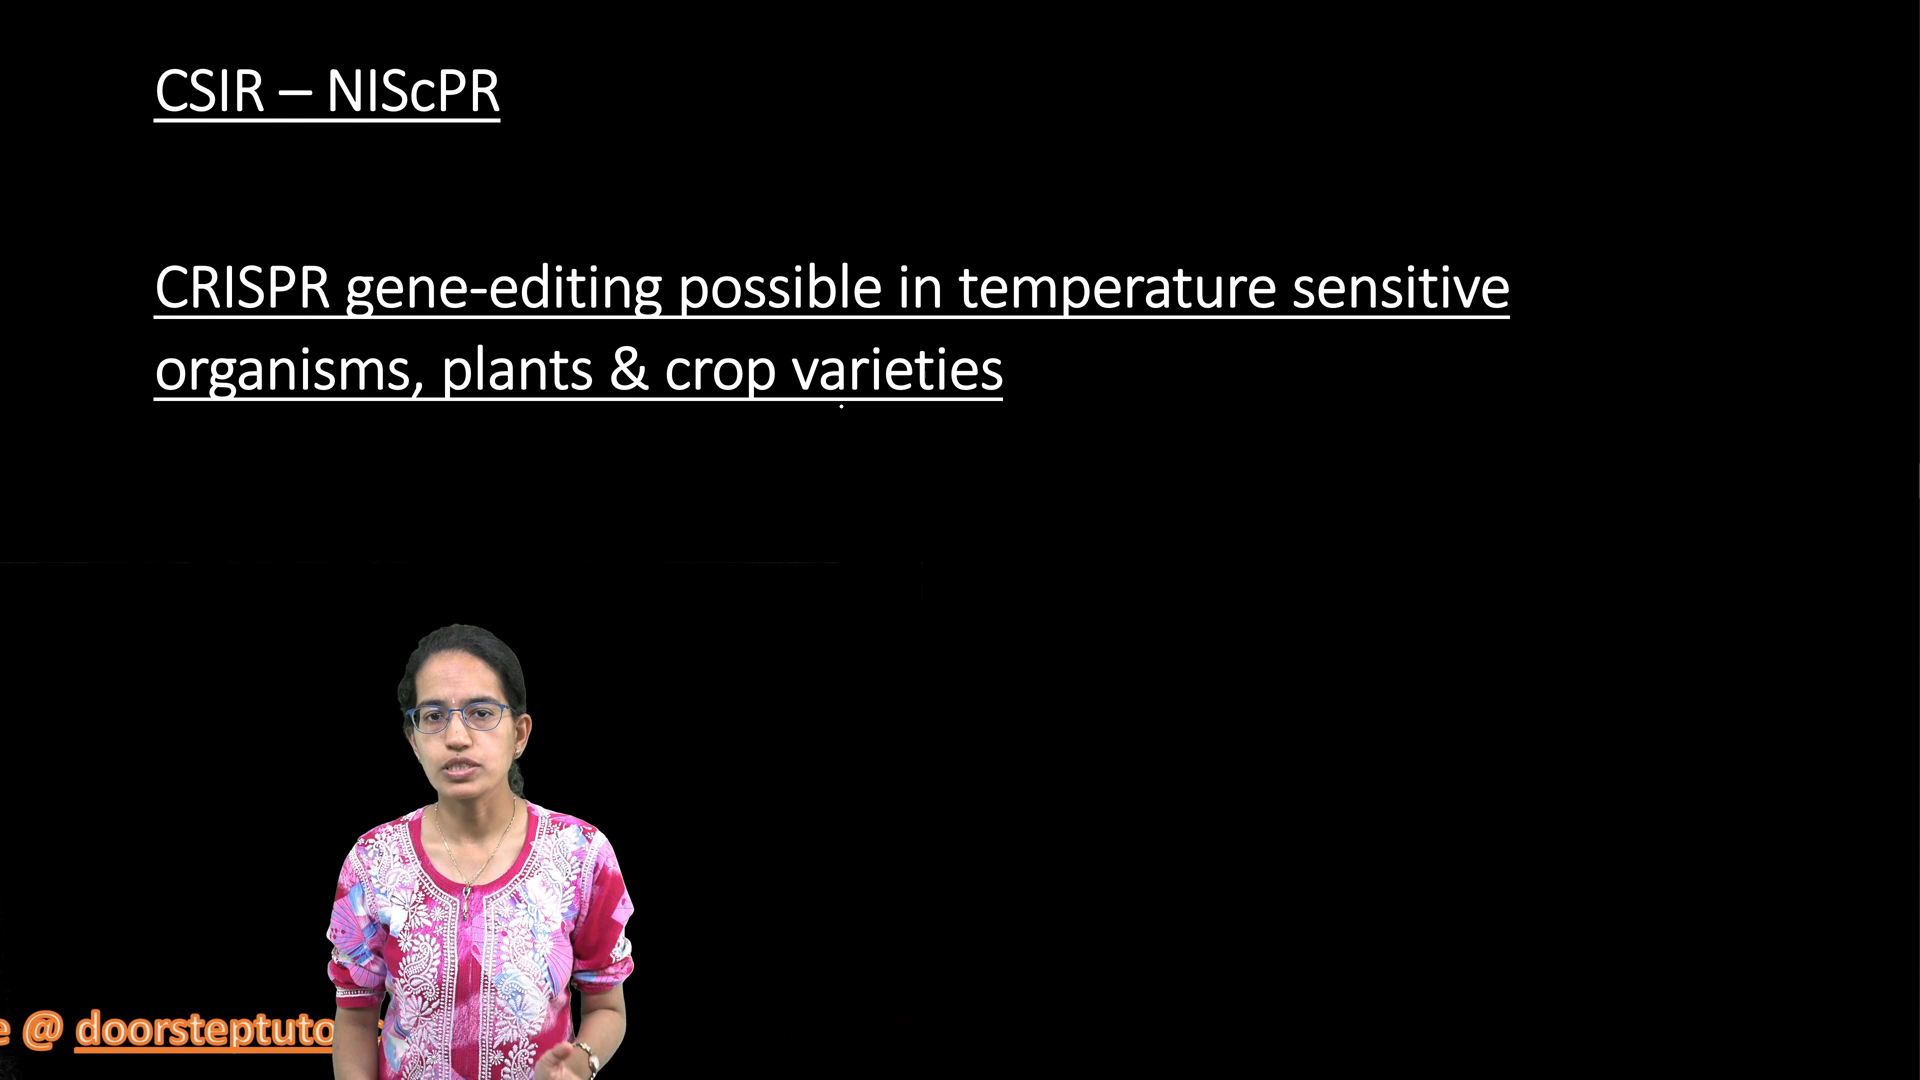 CSIR – NIScPR
CRISPR gene-editing possible in temperature sensitive
organisms, plants & crop varieties
e @ doorsteptuto